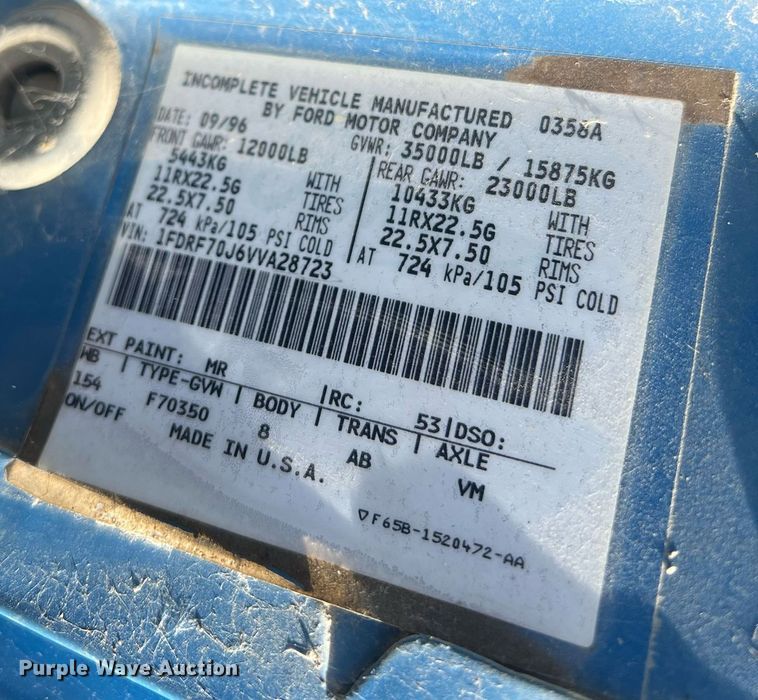 INCOMPLETE VEHICLE MANUFACTURED 0358A
BY FORD MOTOR COMPANY
DATE: 09/96 GVWR: 35000LB / 15875KG
FRONT GAWR: 12000LB REAR GAWR: 23000LB
5443KG WITH 10433KG WITH
11RX22.5G TIRES 11RX22.5G TIRES
22.5X7.50 RIMS 22.5X7.50 RIMS
AT 724 kPa/105 PSI COLD AT 724 kPa/105 PSI COLD
VIN: 1FDRF70J6VVA28723
EXT PAINT: MR RC: 53 DSO:
WB TYPE-GVW BODY TRANS AXLE
154 F70350 8 AB VM
ON/OFF MADE IN U.S.A.
▽F65B-1520472-AA
Purple Wave Auction